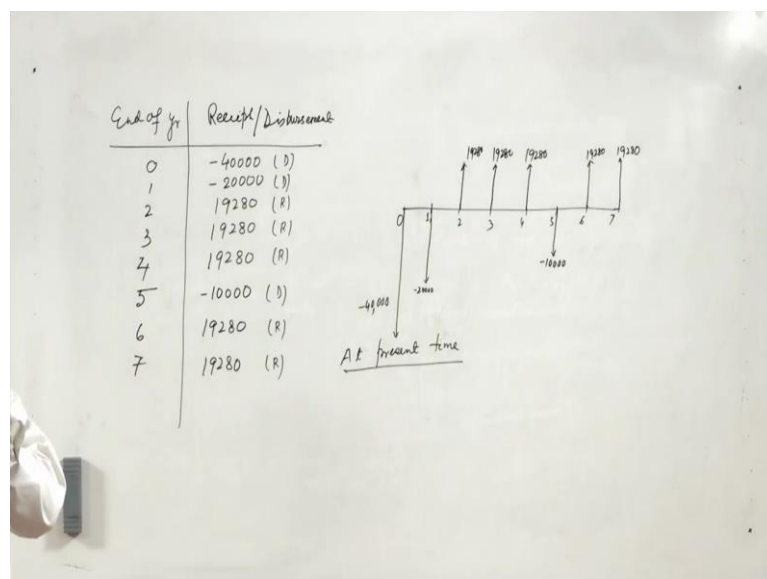 End of yr Receipt/Disbursement
0 -40000 (D)
1 -20000 (D)
2 19280 (R)
3 19280 (R)
4 19280 (R)
5 -10000 (D)
6 19280 (R)
7 19280 (R)
19280 19280 19280 19280 19280
0 1 2 3 4 5 6 7
-10000
-20000
-40,000
At present time